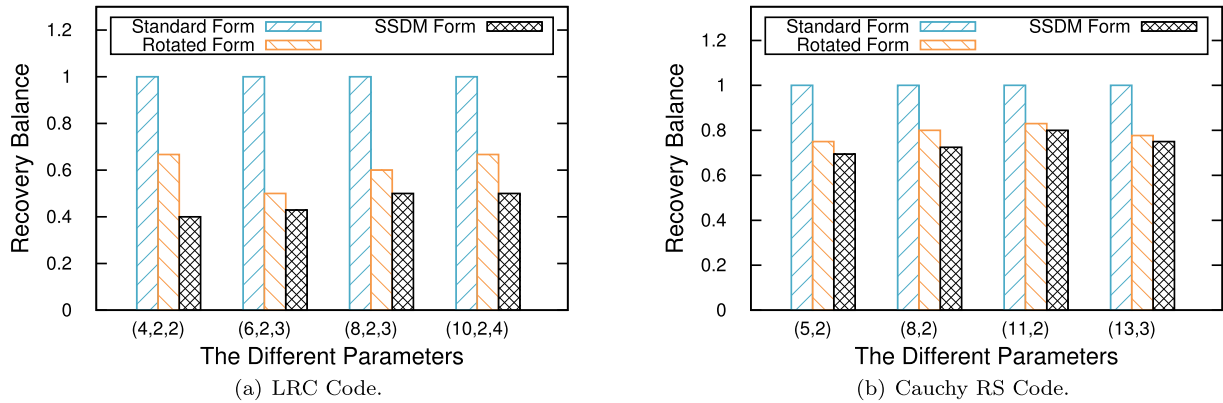 Standard Form
Rotated Form
SSDM Form
Recovery Balance
1.2
1
0.8
0.6
0.4
0.2
0
(4,2,2) (6,2,3) (8,2,3) (10,2,4)
The Different Parameters
(a) LRC Code.
Standard Form
Rotated Form
SSDM Form
Recovery Balance
1.2
1
0.8
0.6
0.4
0.2
0
(5,2) (8,2) (11,2) (13,3)
The Different Parameters
(b) Cauchy RS Code.